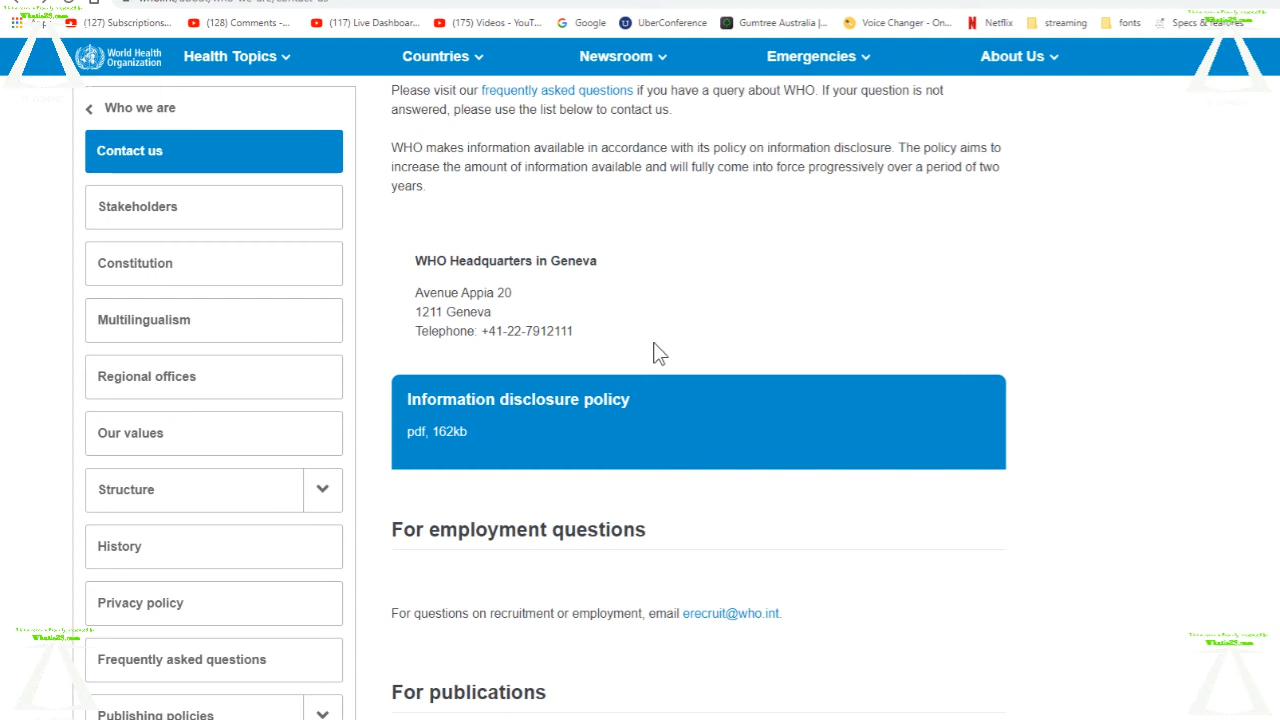 (127) Subscriptions...
(128) Comments -...
(117) Live Dashboar...
(175) Videos - YouT...
Google
UberConference
Gumtree Australia |...
Voice Changer - On...
Netflix
streaming
fonts
Specs & features
World Health
Organization
Health Topics
Countries
Newsroom
Emergencies
About Us
Who we are
Contact us
Stakeholders
Constitution
Multilingualism
Regional offices
Our values
Structure
History
Privacy policy
Frequently asked questions
Publishing policies
Please visit our frequently asked questions if you have a query about WHO. If your question is not
answered, please use the list below to contact us.
WHO makes information available in accordance with its policy on information disclosure. The policy aims to
increase the amount of information available and will fully come into force progressively over a period of two
years.
WHO Headquarters in Geneva
Avenue Appia 20
1211 Geneva
Telephone: +41-22-7912111
Information disclosure policy
pdf, 162kb
For employment questions
For questions on recruitment or employment, email erecruit@who.int.
For publications